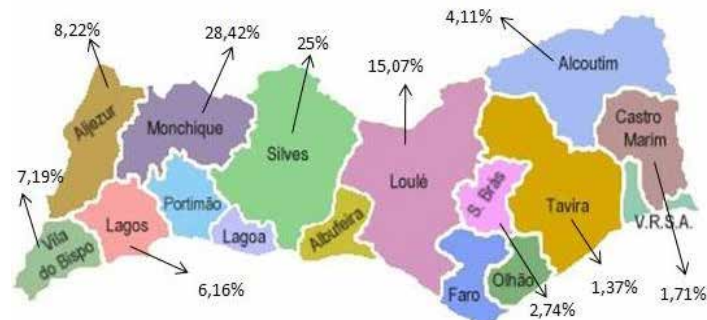 8,22%
28,42%
25%
15,07%
4,11%
Alcoutim
Aljezur
Monchique
Silves
Loulé
Castro
Marim
7,19%
Portimão
S. Brás
Tavira
Lagos
Lagoa
Albufeira
V.R.S.A.
Vila
do Bispo
Faro
Olhão
6,16%
2,74%
1,37%
1,71%